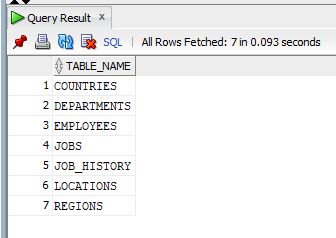 Query Result ×
SQL | All Rows Fetched: 7 in 0.093 seconds
TABLE_NAME
1 COUNTRIES
2 DEPARTMENTS
3 EMPLOYEES
4 JOBS
5 JOB_HISTORY
6 LOCATIONS
7 REGIONS